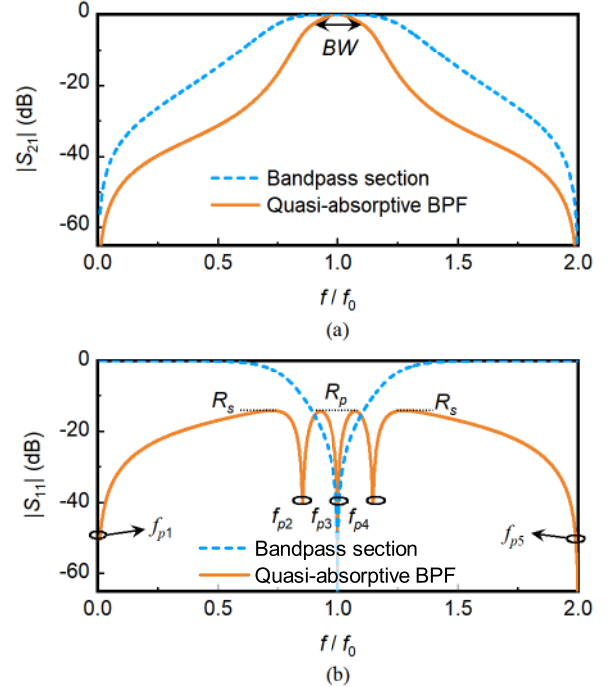 0
-20
-40
-60
|S21| (dB)
BW
Bandpass section
Quasi-absorptive BPF
0.0 0.5 1.0 1.5 2.0
f / f0
(a)
0
-20
-40
-60
|S11| (dB)
Rs Rp Rs
fp1 fp2 fp3 fp4 fp5
Bandpass section
Quasi-absorptive BPF
0.0 0.5 1.0 1.5 2.0
f / f0
(b)